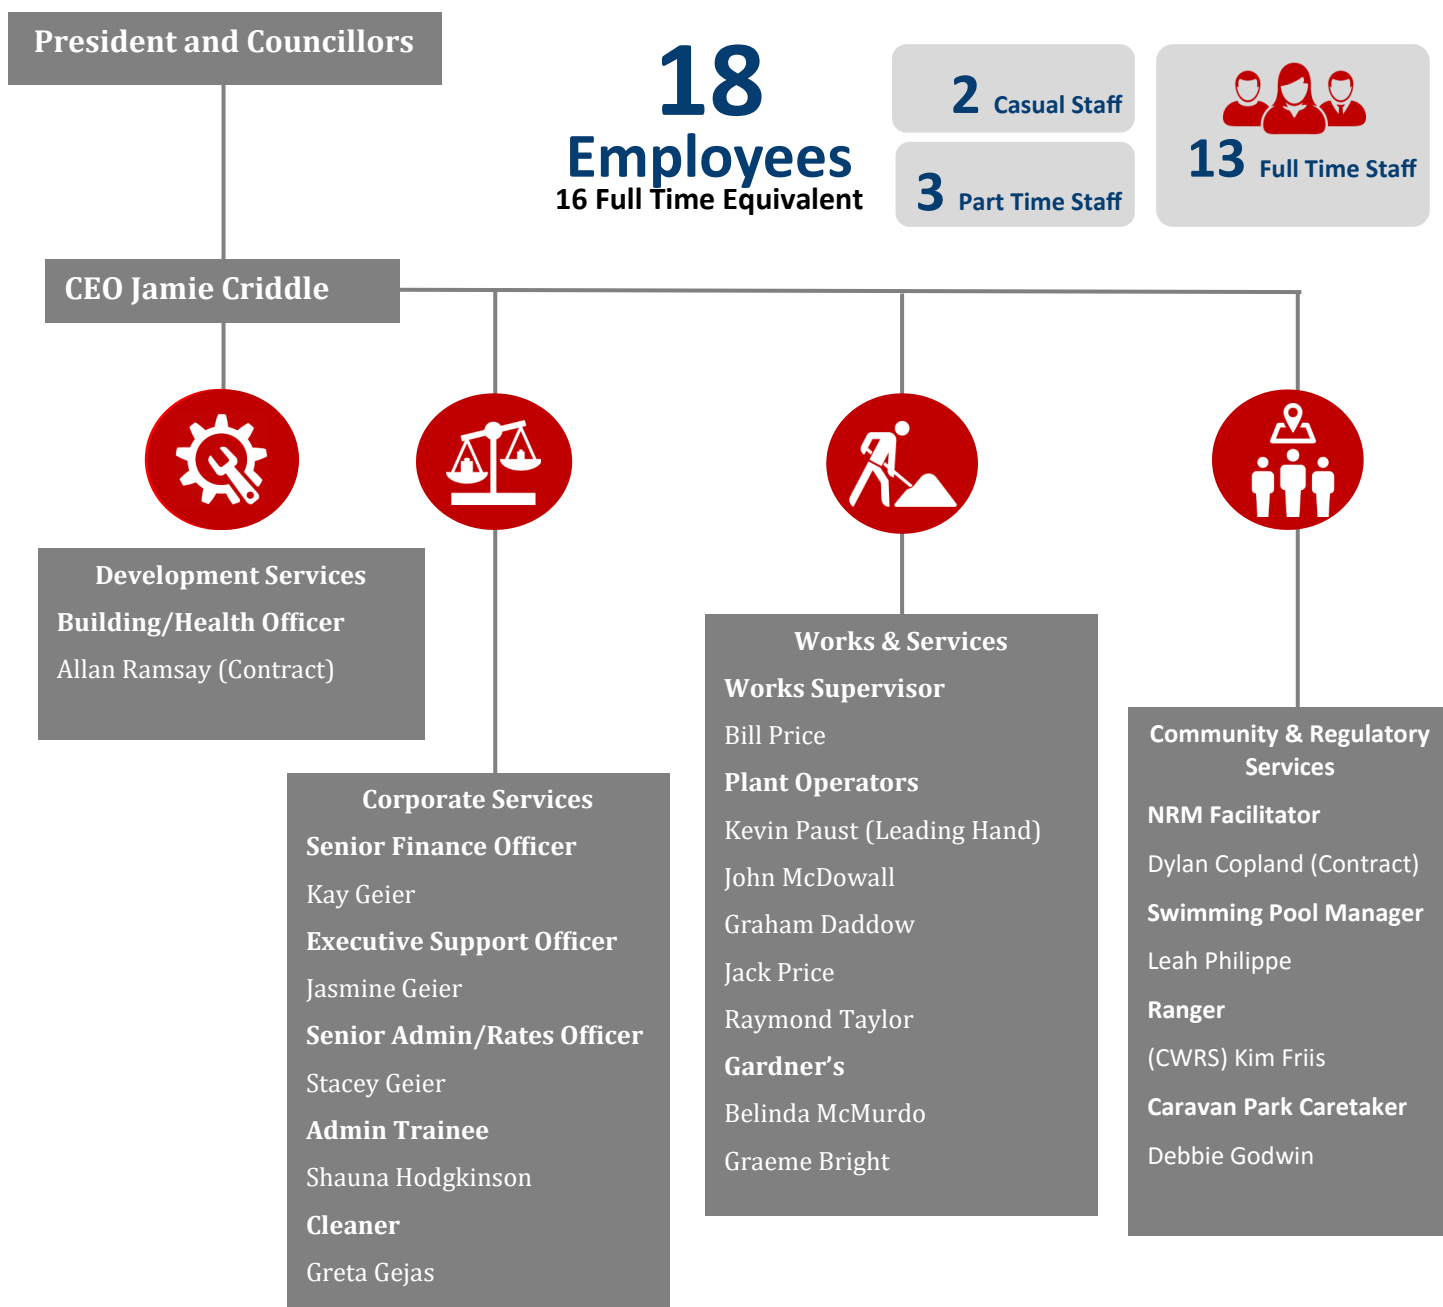 President and Councillors
18
Employees
16 Full Time Equivalent
2 Casual Staff
3 Part Time Staff
13 Full Time Staff
CEO Jamie Criddle
Development Services
Building/Health Officer
Allan Ramsay (Contract)
Corporate Services
Senior Finance Officer
Kay Geier
Executive Support Officer
Jasmine Geier
Senior Admin/Rates Officer
Stacey Geier
Admin Trainee
Shauna Hodgkinson
Cleaner
Greta Gejas
Works & Services
Works Supervisor
Bill Price
Plant Operators
Kevin Paust (Leading Hand)
John McDowall
Graham Daddow
Jack Price
Raymond Taylor
Gardner’s
Belinda McMurdo
Graeme Bright
Community & Regulatory
Services
NRM Facilitator
Dylan Copland (Contract)
Swimming Pool Manager
Leah Philippe
Ranger
(CWRS) Kim Friis
Caravan Park Caretaker
Debbie Godwin